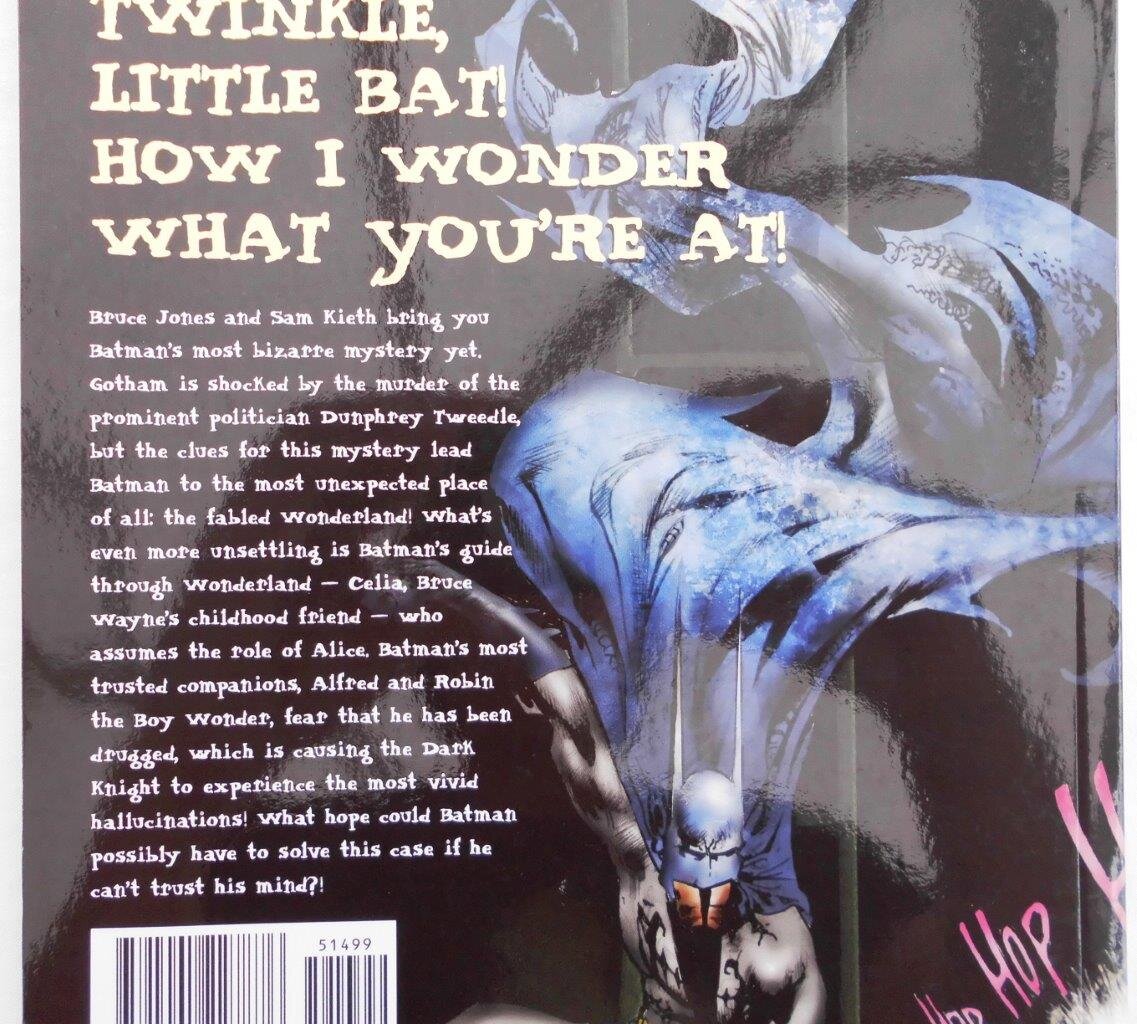 TWINKLE,
LITTLE BAT!
HOW I WONDER
WHAT YOU'RE AT!
Bruce Jones and Sam Kieth bring you
Batman's most bizarre mystery yet.
Gotham is shocked by the murder of the
prominent politician Dunphrey Tweedle,
but the clues for this mystery lead
Batman to the most unexpected place
of all: the fabled Wonderland! What's
even more unsettling is Batman's guide
through Wonderland — Celia, Bruce
Wayne's childhood friend — who
assumes the role of Alice. Batman's most
trusted companions, Alfred and Robin
the Boy Wonder, fear that he has been
drugged, which is causing the Dark
Knight to experience the most vivid
hallucinations! What hope could Batman
possibly have to solve this case if he
can't trust his mind?!
51499
HOP
H